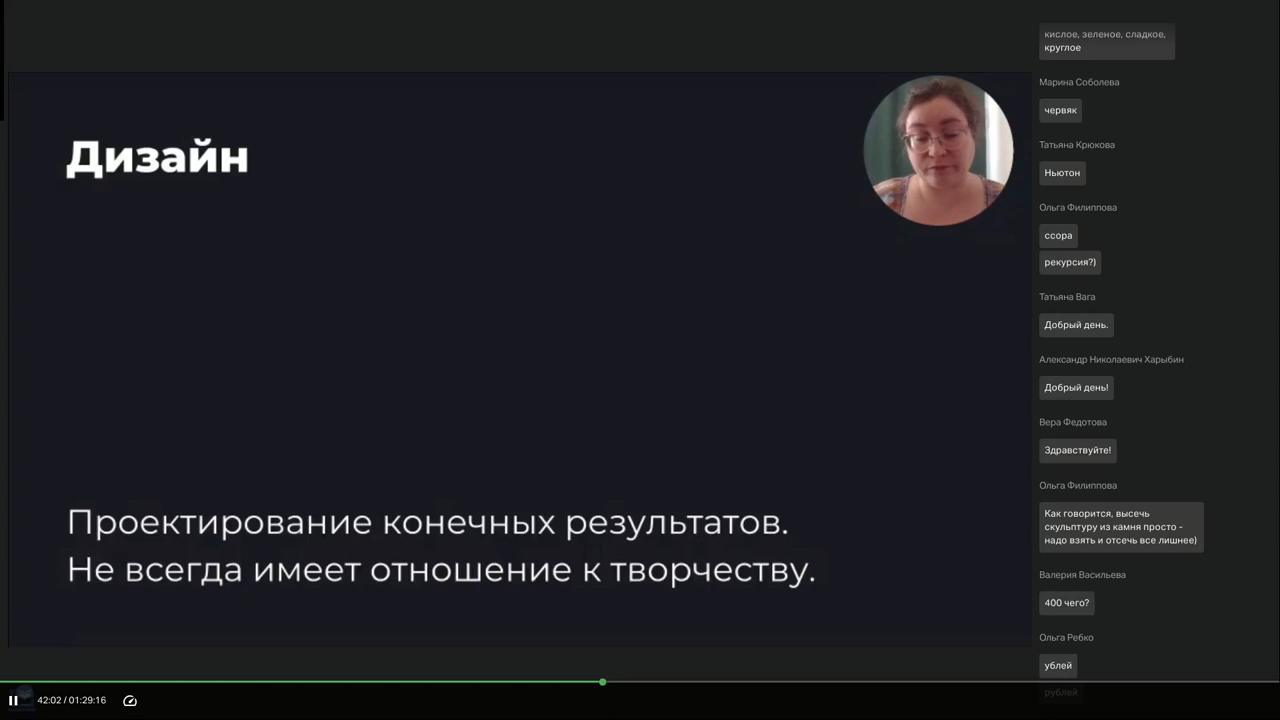 Дизайн
Проектирование конечных результатов.
Не всегда имеет отношение к творчеству.
кислое, зеленое, сладкое,
круглое
Марина Соболева
червяк
Татьяна Крюкова
Ньютон
Ольга Филиппова
ссора
рекурсия?)
Татьяна Вага
Добрый день.
Александр Николаевич Харыбин
Добрый день!
Вера Федотова
Здравствуйте!
Ольга Филиппова
Как говорится, высечь
скульптуру из камня просто -
надо взять и отсечь все лишнее)
Валерия Васильева
400 чего?
Ольга Ребко
ублей
рублей
42:02 / 01:29:16